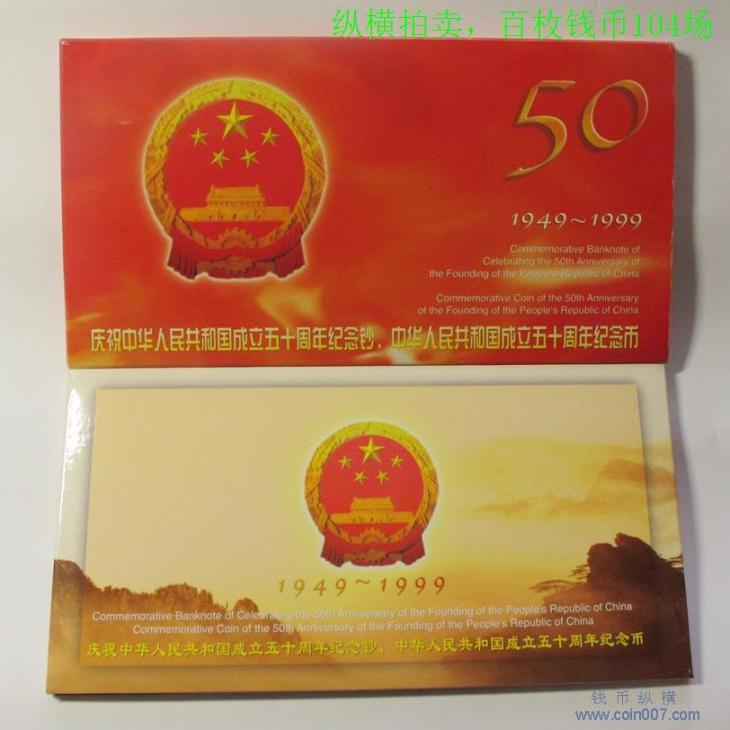 纵横拍卖，百枚钱币104场
50
1949~1999
Commemorative Banknote of
Celebrating the 50th Anniversary of
the Founding of the People's Republic of China
Commemorative Coin of the 50th Anniversary
of the Founding of the People's Republic of China
庆祝中华人民共和国成立五十周年纪念钞、中华人民共和国成立五十周年纪念币
1949~1999
Commemorative Banknote of Celebrating the 50th Anniversary of the Founding of the People's Republic of China
Commemorative Coin of the 50th Anniversary of the Founding of the People's Republic of China
庆祝中华人民共和国成立五十周年纪念钞、中华人民共和国成立五十周年纪念币
钱币纵横
www.coin007.com